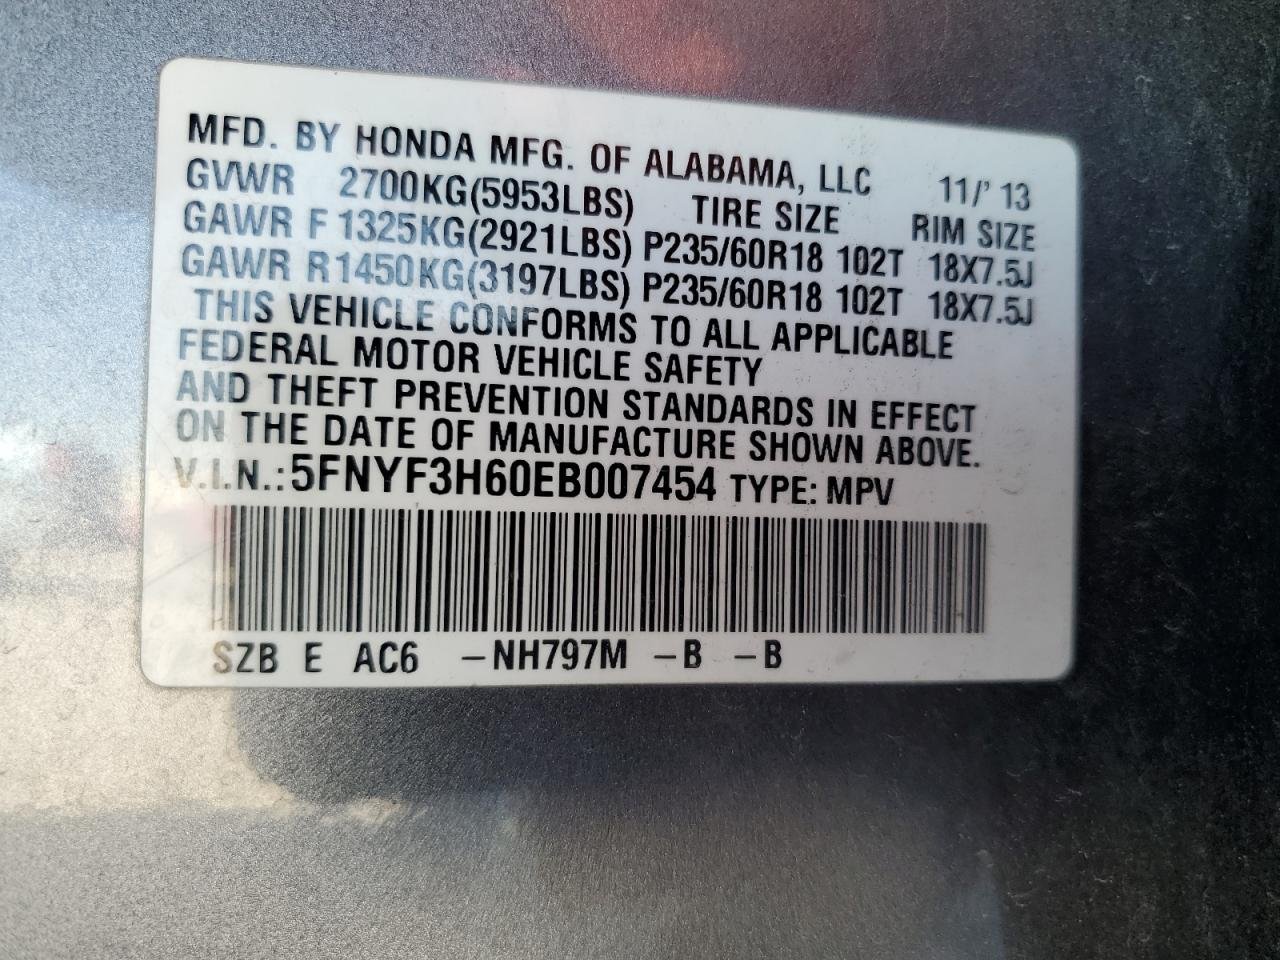 MFD. BY HONDA MFG. OF ALABAMA, LLC 11/' 13
GVWR 2700KG(5953LBS) TIRE SIZE RIM SIZE
GAWR F 1325KG(2921LBS) P235/60R18 102T 18X7.5J
GAWR R1450KG(3197LBS) P235/60R18 102T 18X7.5J
THIS VEHICLE CONFORMS TO ALL APPLICABLE
FEDERAL MOTOR VEHICLE SAFETY
AND THEFT PREVENTION STANDARDS IN EFFECT
ON THE DATE OF MANUFACTURE SHOWN ABOVE.
V.I.N.:5FNYF3H60EB007454 TYPE: MPV
SZB E AC6 -NH797M -B -B